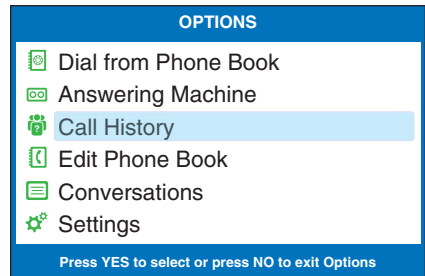 OPTIONS
Dial from Phone Book
Answering Machine
Call History
Edit Phone Book
Conversations
Settings
Press YES to select or press NO to exit Options